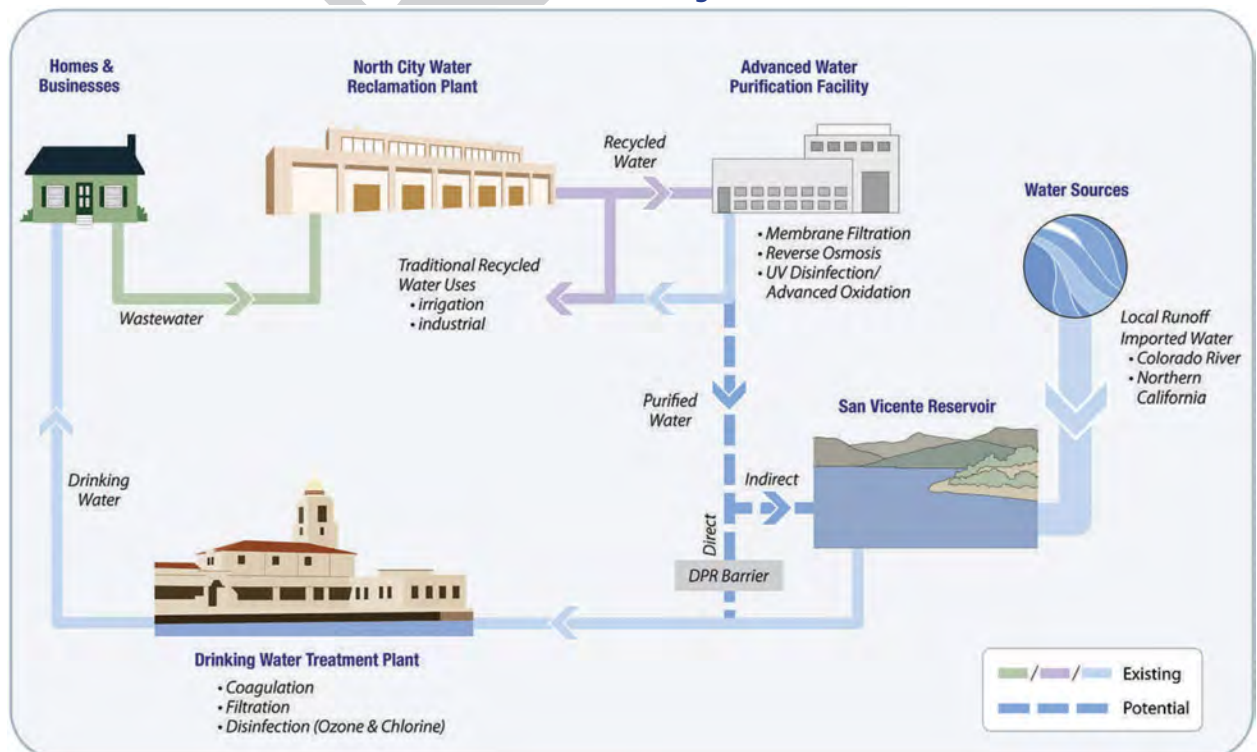 Homes &
Businesses
North City Water
Reclamation Plant
Advanced Water
Purification Facility
Recycled
Water
Water Sources
• Membrane Filtration
• Reverse Osmosis
• UV Disinfection/
Advanced Oxidation
Traditional Recycled
Water Uses
• irrigation
• industrial
Wastewater
Local Runoff
Imported Water
• Colorado River
• Northern
California
Purified
Water
San Vicente Reservoir
Drinking
Water
Indirect
Direct
DPR Barrier
Drinking Water Treatment Plant
• Coagulation
• Filtration
• Disinfection (Ozone & Chlorine)
/ / Existing
Potential